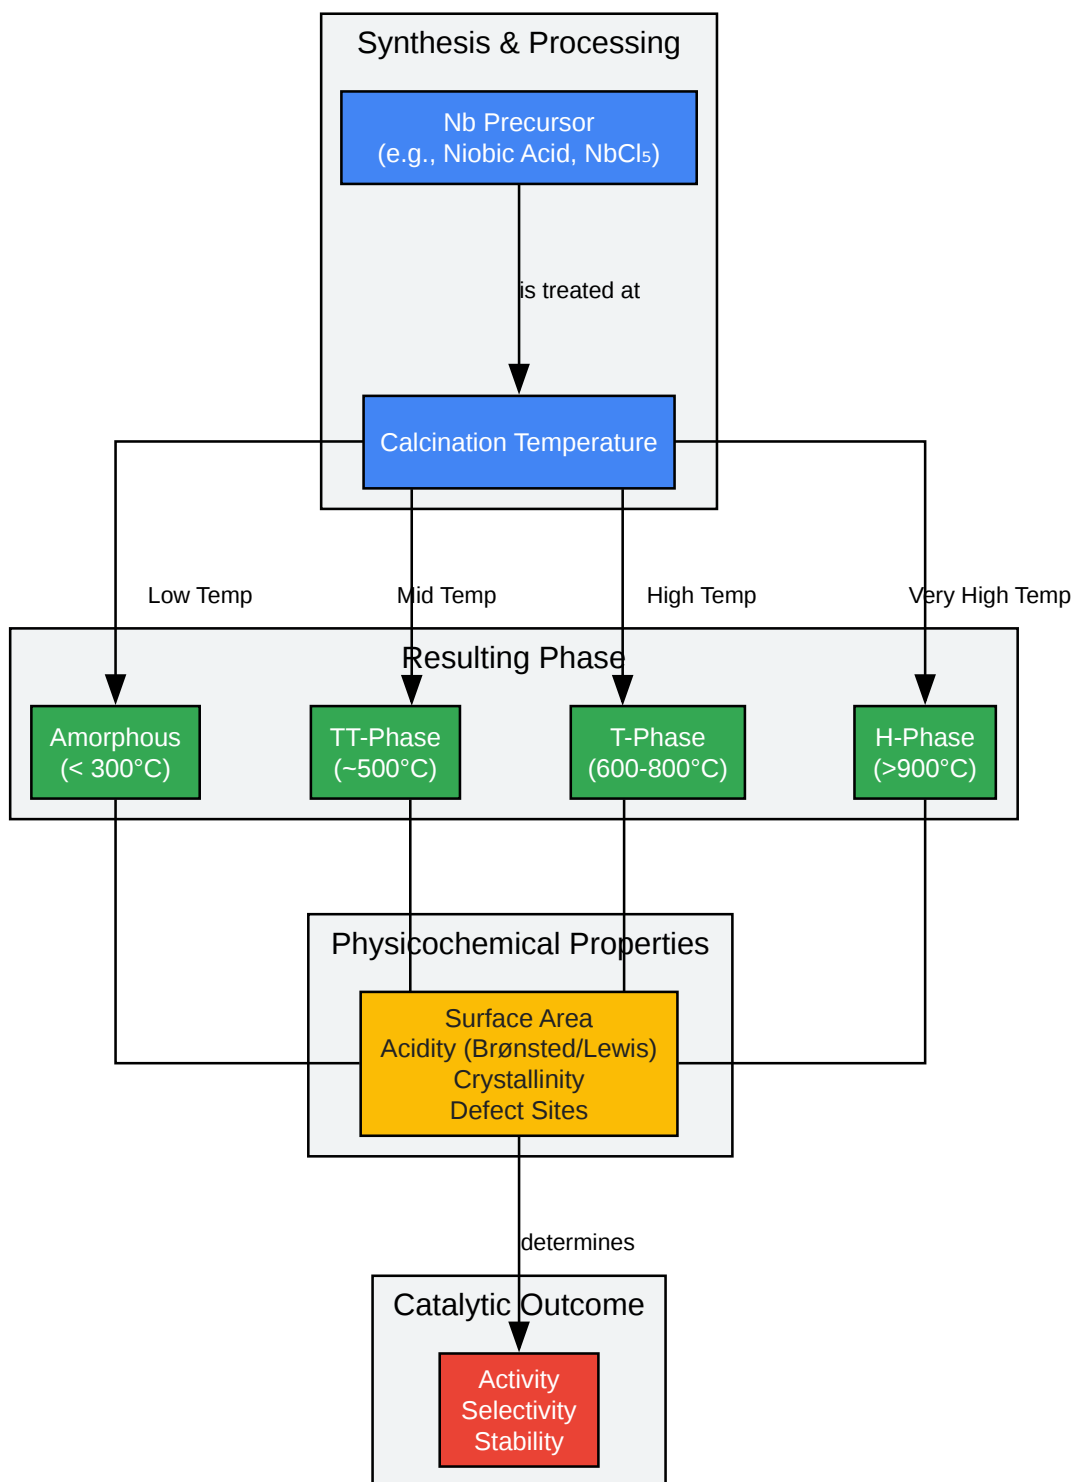 Synthesis & Processing
Nb Precursor
(e.g., Niobic Acid, NbCl₅)
is treated at
Calcination Temperature
Low Temp
Mid Temp
High Temp
Very High Temp
Resulting Phase
Amorphous
(< 300°C)
TT-Phase
(~500°C)
T-Phase
(600-800°C)
H-Phase
(>900°C)
Physicochemical Properties
Surface Area
Acidity (Brønsted/Lewis)
Crystallinity
Defect Sites
determines
Catalytic Outcome
Activity
Selectivity
Stability